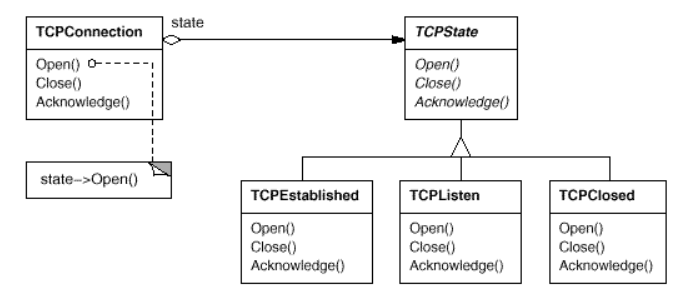 state
TCPConnection
Open()
Close()
Acknowledge()
state->Open()
TCPState
Open()
Close()
Acknowledge()
TCPEstablished
Open()
Close()
Acknowledge()
TCPListen
Open()
Close()
Acknowledge()
TCPClosed
Open()
Close()
Acknowledge()